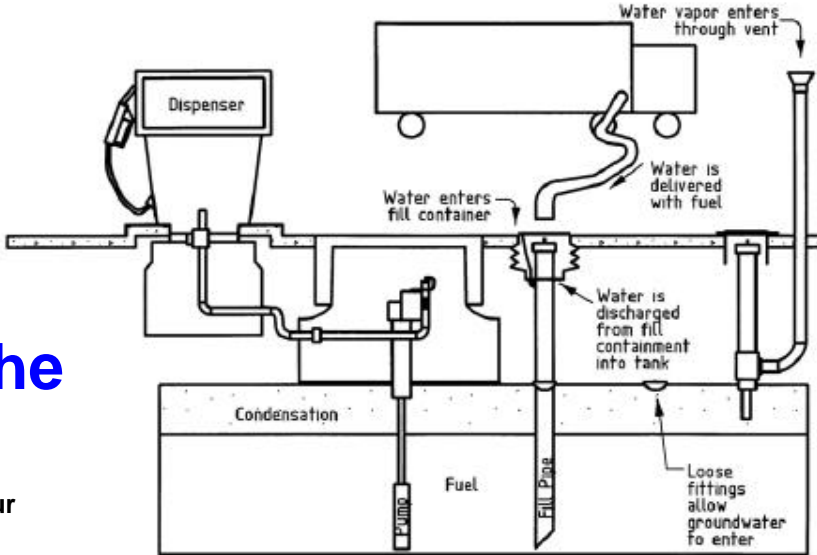 Water vapor enters
through vent
Dispenser
Water is
delivered
with fuel
Water enters
fill container
Water is
discharged
from fill
containment
into tank
he
Condensation
Fuel
Pump
Fill Pipe
Loose
fittings
allow
groundwater
to enter
ur